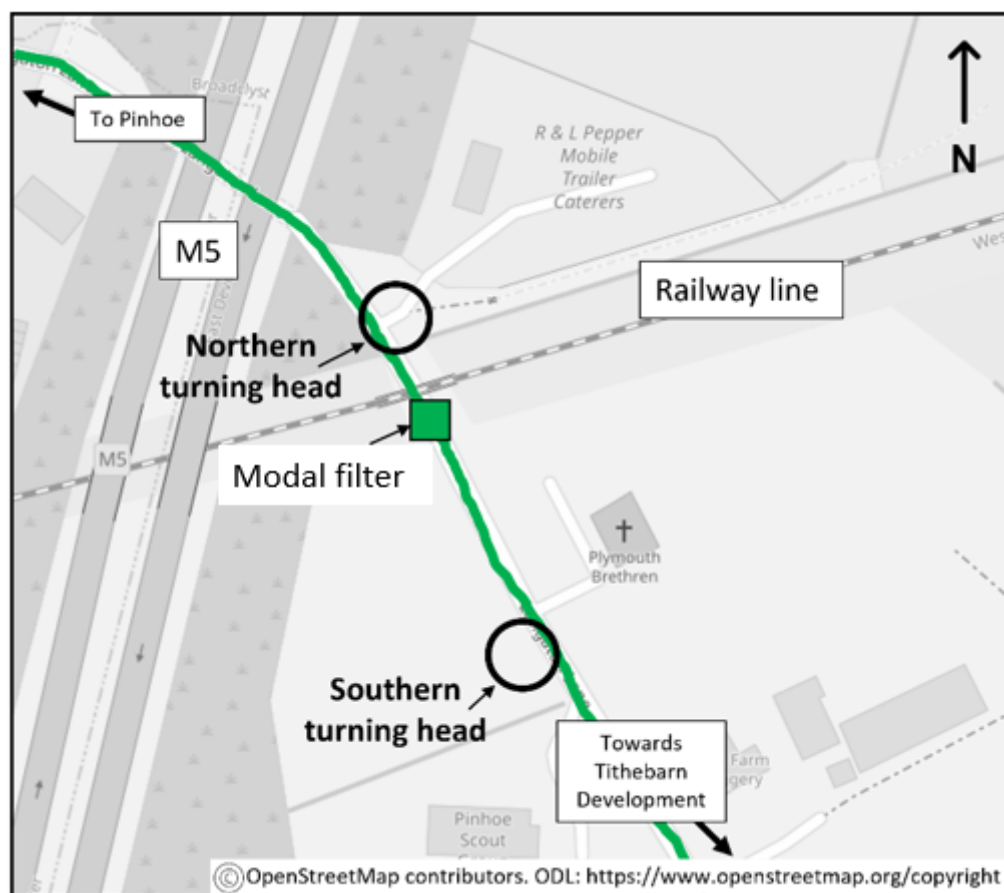 Broadclyst
To Pinhoe
R & L Pepper
Mobile
Trailer
Caterers
N
M5
Railway line
Northern
turning head
Modal filter
M5
Plymouth
Brethren
Southern
turning head
Towards
Tithebarn
Development
Farm
Pinhoe
Scout
© OpenStreetMap contributors. ODL: https://www.openstreetmap.org/copyright